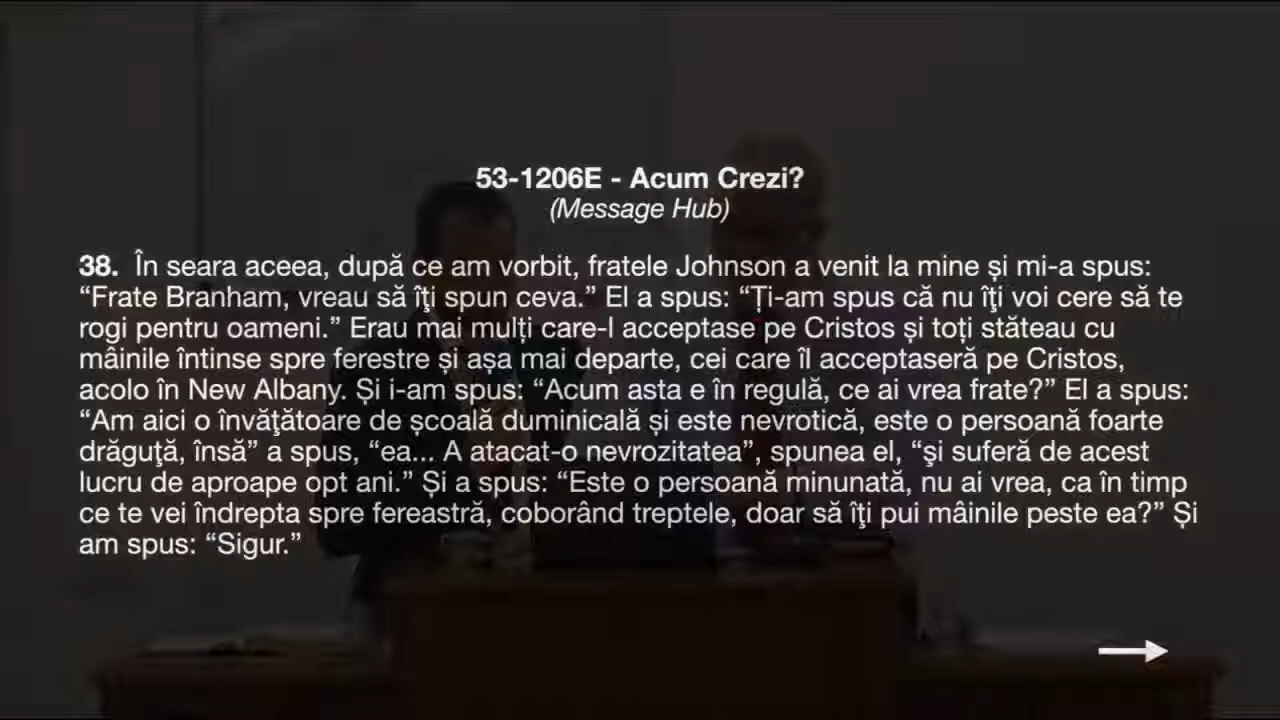 53-1206E - Acum Crezi?
(Message Hub)
38. În seara aceea, după ce am vorbit, fratele Johnson a venit la mine și mi-a spus:
“Frate Branham, vreau să îţi spun ceva.” El a spus: “Ți-am spus că nu îţi voi cere să te
rogi pentru oameni.” Erau mai mulți care-l acceptase pe Cristos și toți stăteau cu
mâinile întinse spre ferestre și așa mai departe, cei care îl acceptaseră pe Cristos,
acolo în New Albany. Și i-am spus: “Acum asta e în regulă, ce ai vrea frate?” El a spus:
“Am aici o învăţătoare de școală duminicală și este nevrotică, este o persoană foarte
drăguţă, însă” a spus, “ea... A atacat-o nevrozitatea”, spunea el, “şi suferă de acest
lucru de aproape opt ani.” Și a spus: “Este o persoană minunată, nu ai vrea, ca în timp
ce te vei îndrepta spre fereastră, coborând treptele, doar să îţi pui mâinile peste ea?” Și
am spus: “Sigur.”